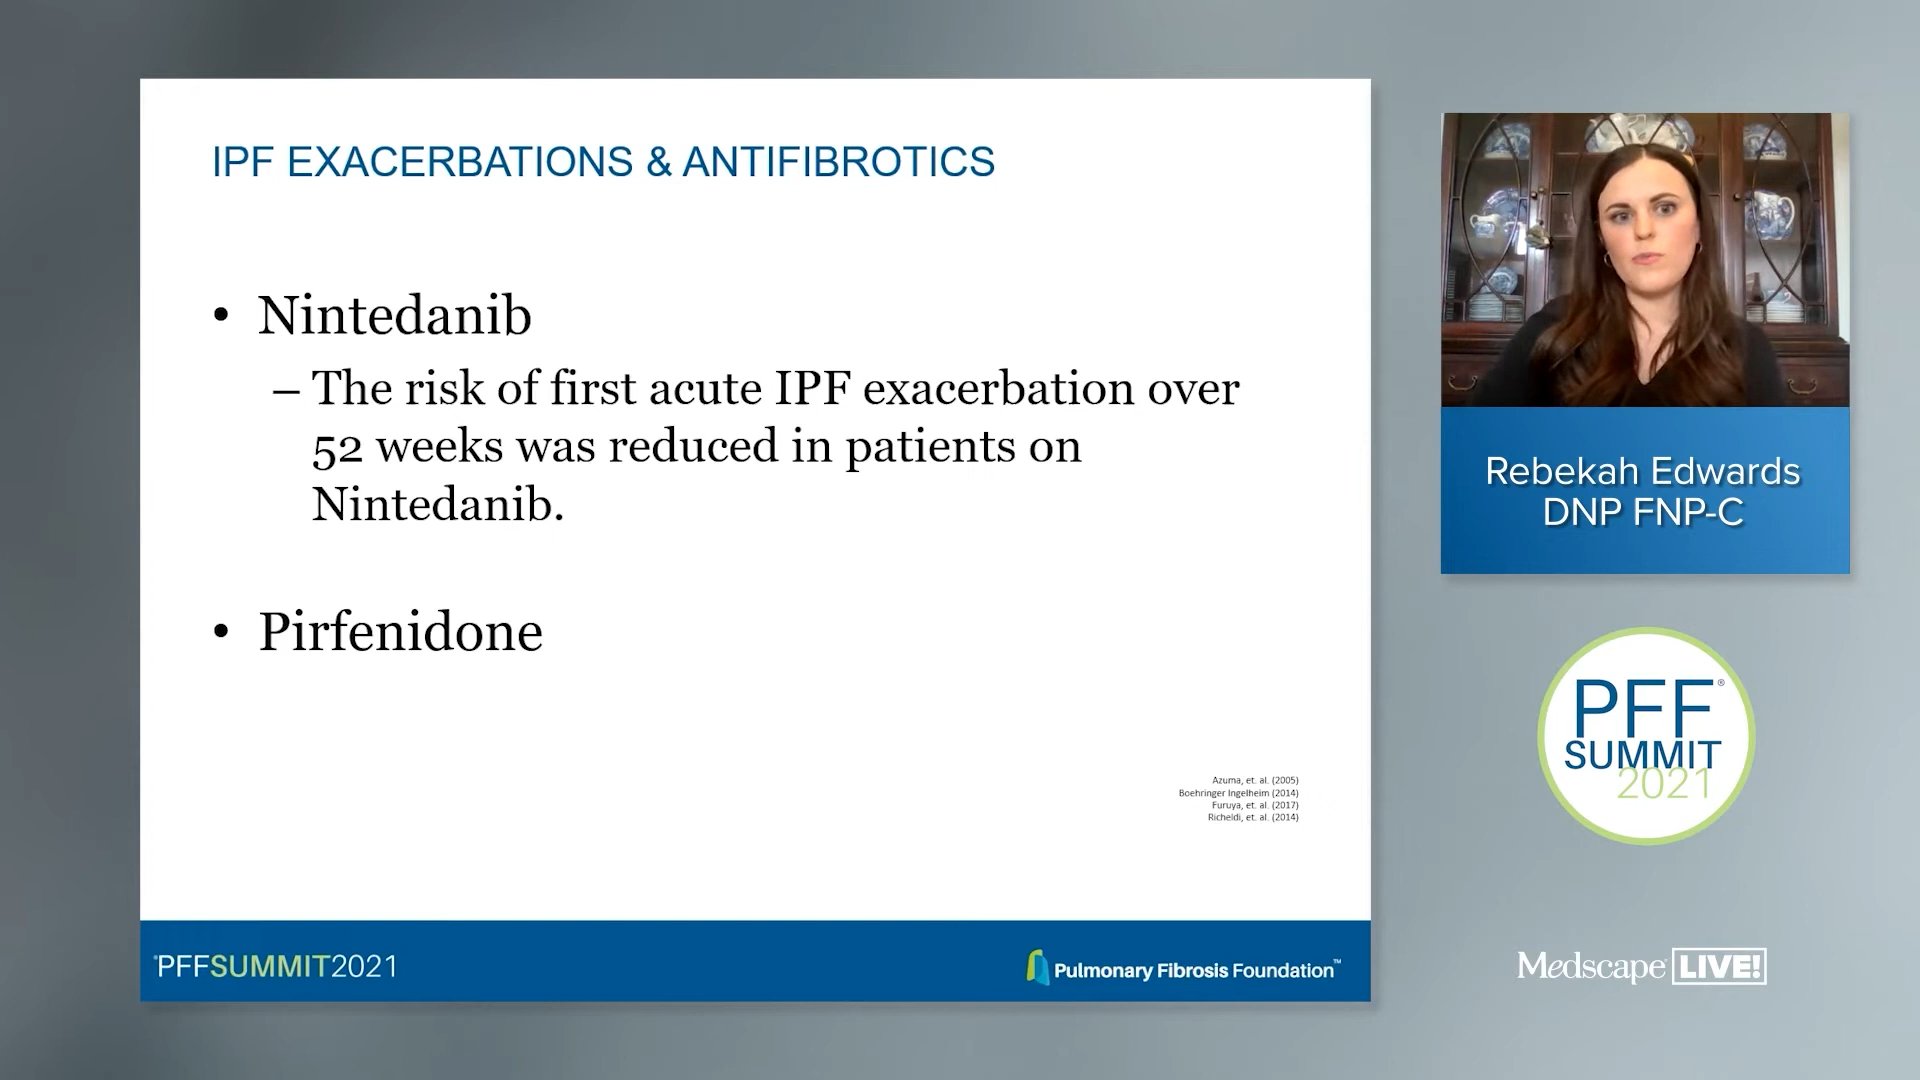 IPF EXACERBATIONS & ANTIFIBROTICS
• Nintedanib
– The risk of first acute IPF exacerbation over
52 weeks was reduced in patients on
Nintedanib.
• Pirfenidone
Azuma, et. al. (2005)
Boehringer Ingelheim (2014)
Furuya, et. al. (2017)
Richeldi, et. al. (2014)
PFFSUMMIT2021
Pulmonary Fibrosis Foundation™
Rebekah Edwards
DNP FNP-C
PFF®
SUMMIT
2021
Medscape LIVE!